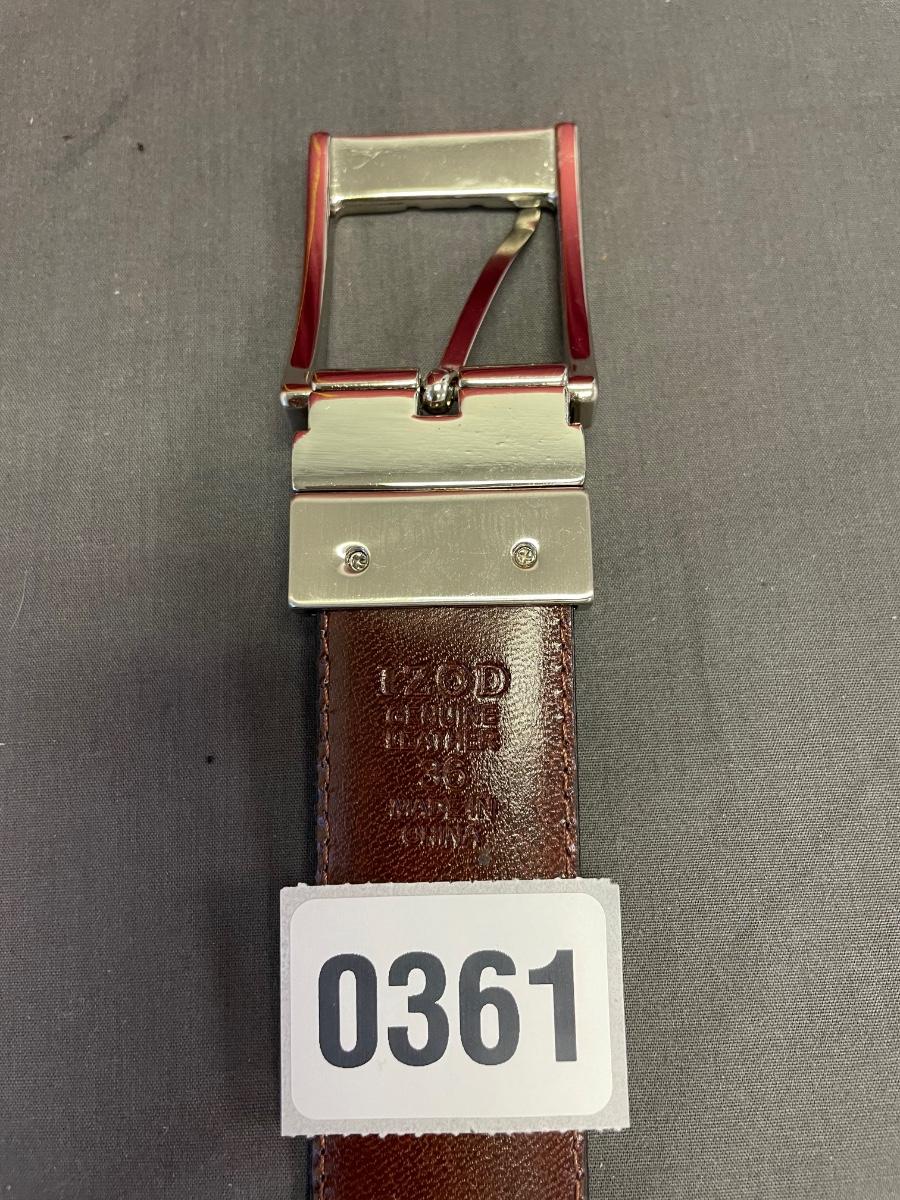 IZOD
GENUINE
LEATHER
36
MADE IN
CHINA
0361